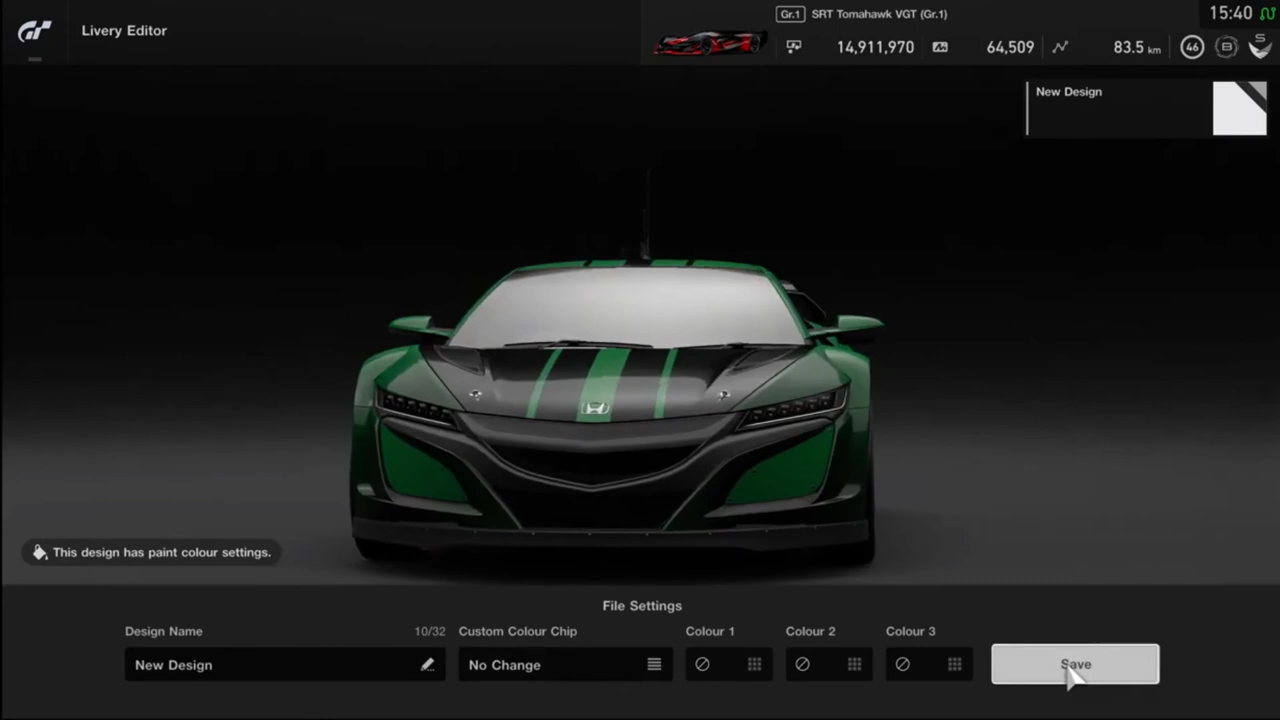 Livery Editor
Gr.1 SRT Tomahawk VGT (Gr.1)
15:40
14,911,970 64,509 83.5 km 46 B S
New Design
This design has paint colour settings.
File Settings
Design Name 10/32 Custom Colour Chip Colour 1 Colour 2 Colour 3
New Design No Change Save